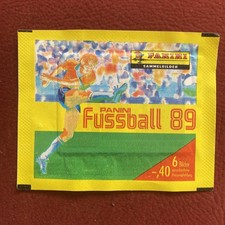 PANINI
SAMMELBILDER
PANINI
Fussball 89
6 Bilder
-,40